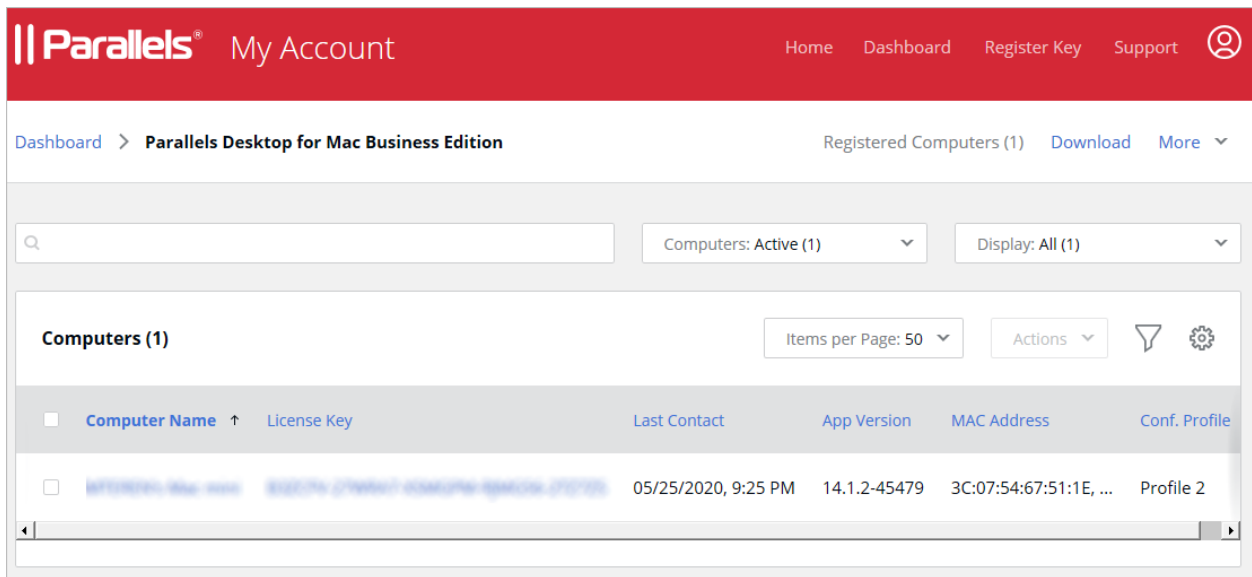 || Parallels® My Account Home Dashboard Register Key Support
Dashboard > Parallels Desktop for Mac Business Edition Registered Computers (1) Download More
Computers: Active (1) Display: All (1)
Computers (1) Items per Page: 50 Actions
Computer Name ↑ License Key Last Contact App Version MAC Address Conf. Profile
05/25/2020, 9:25 PM 14.1.2-45479 3C:07:54:67:51:1E, ... Profile 2